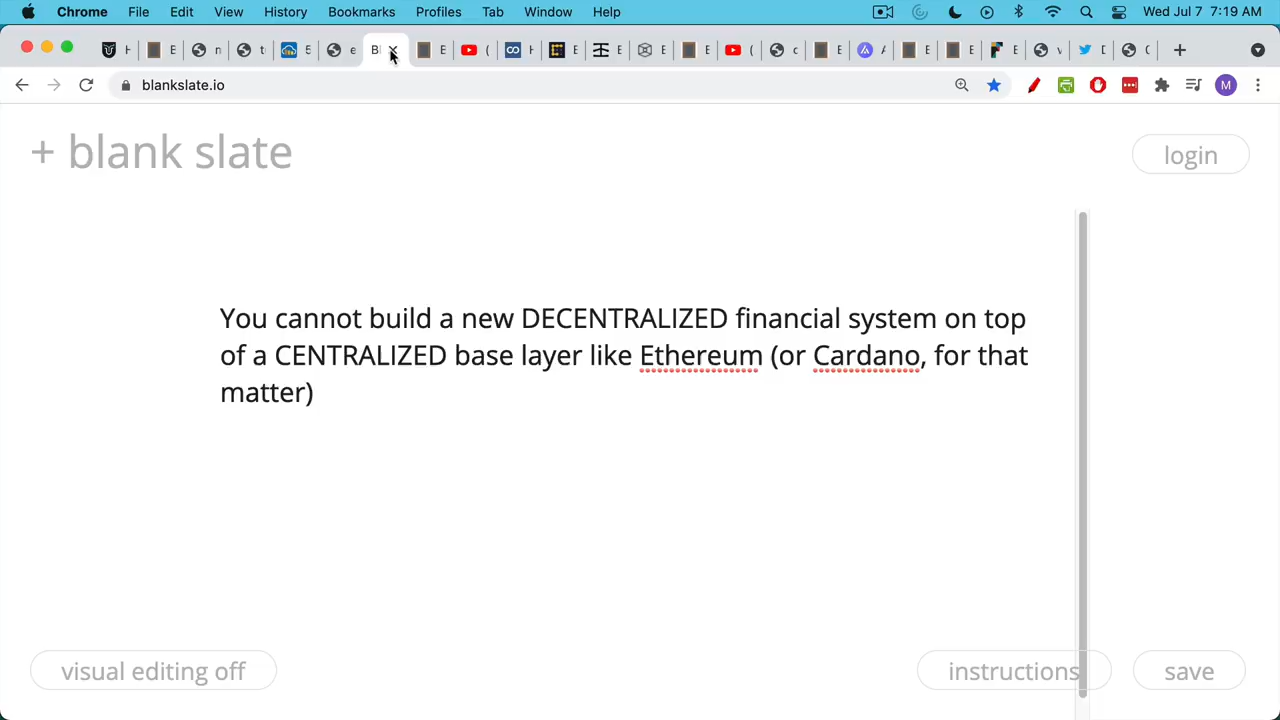 Chrome File Edit View History Bookmarks Profiles Tab Window Help Wed Jul 7 7:19 AM
blankslate.io M
+ blank slate
login
You cannot build a new DECENTRALIZED financial system on top
of a CENTRALIZED base layer like Ethereum (or Cardano, for that
matter)
visual editing off
instructions
save